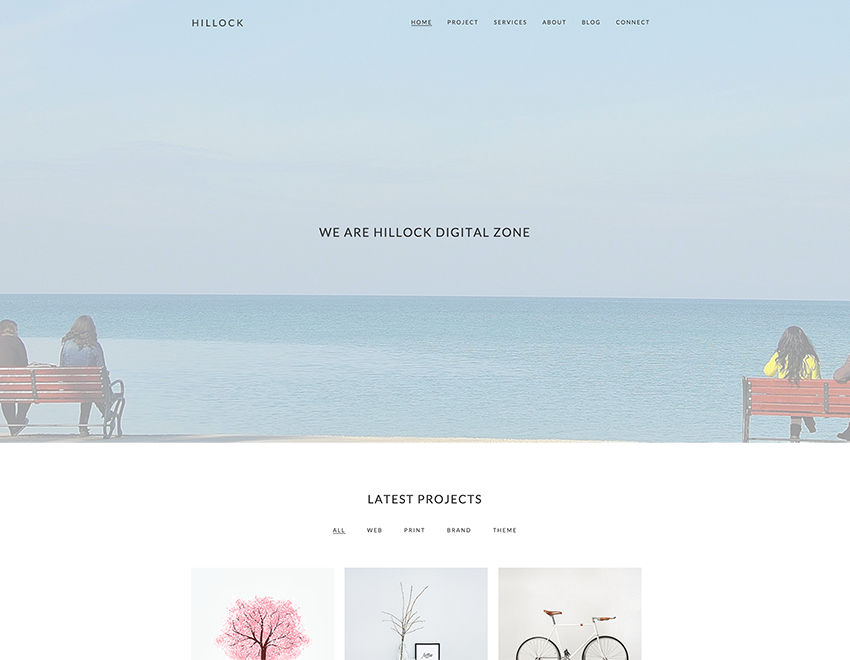 HILLOCK
HOME PROJECT SERVICES ABOUT BLOG CONNECT
WE ARE HILLOCK DIGITAL ZONE
LATEST PROJECTS
ALL WEB PRINT BRAND THEME